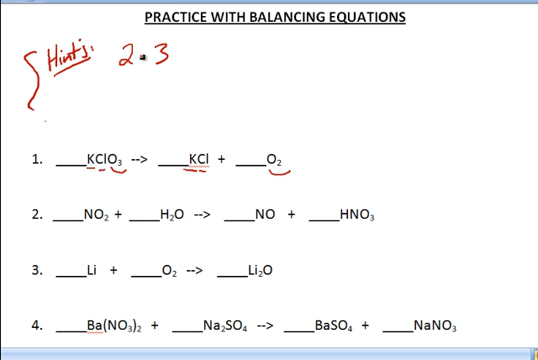 PRACTICE WITH BALANCING EQUATIONS
Hint's: 2 · 3
1. ____KClO₃ --> ____KCl + ____O₂
2. ____NO₂ + ____H₂O --> ____NO + ____HNO₃
3. ____Li + ____O₂ --> ____Li₂O
4. ____Ba(NO₃)₂ + ____Na₂SO₄ --> ____BaSO₄ + ____NaNO₃